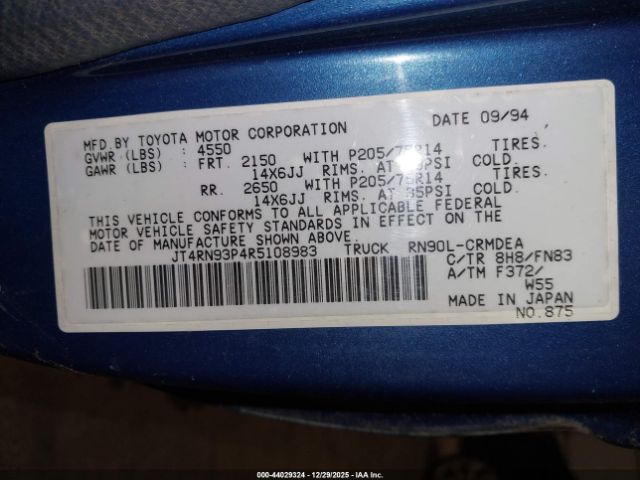 MFD.BY TOYOTA MOTOR CORPORATION DATE 09/94
GVWR (LBS) : 4550
GAWR (LBS) : FRT. 2150 WITH P205/75R14 TIRES.
14X6JJ RIMS. AT PSI COLD.
RR. 2650 WITH P205/75R14 TIRES.
14X6JJ RIMS. AT 35PSI COLD.
THIS VEHICLE CONFORMS TO ALL APPLICABLE FEDERAL
MOTOR VEHICLE SAFETY STANDARDS IN EFFECT ON THE
DATE OF MANUFACTURE SHOWN ABOVE.
JT4RN93P4R5108983 TRUCK RN90L-CRMDEA
C/TR 8H8/FN83
A/TM F372/
W55
MADE IN JAPAN
NO.875
000-44029324 - 12/29/2025 - IAA Inc.